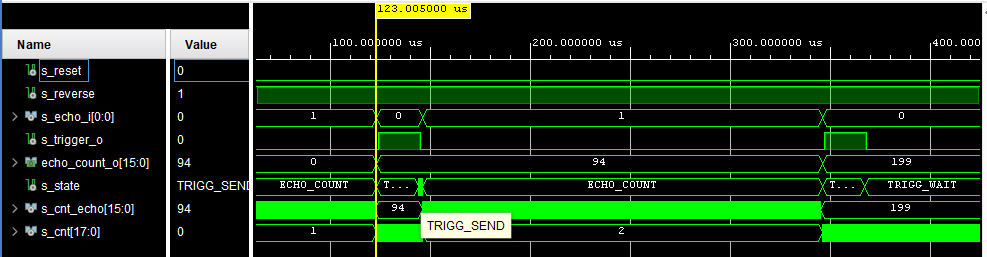 123.005000 us
Name Value 100.000000 us 200.000000 us 300.000000 us 400.000
s_reset 0
s_reverse 1
s_echo_i[0:0] 0 1 0 1 0
s_trigger_o 0
echo_count_o[15:0] 94 0 94 199
s_state TRIGG_SEND ECHO_COUNT T... ECHO_COUNT T... TRIGG_WAIT
s_cnt_echo[15:0] 94 94 199
TRIGG_SEND
s_cnt[17:0] 0 1 2